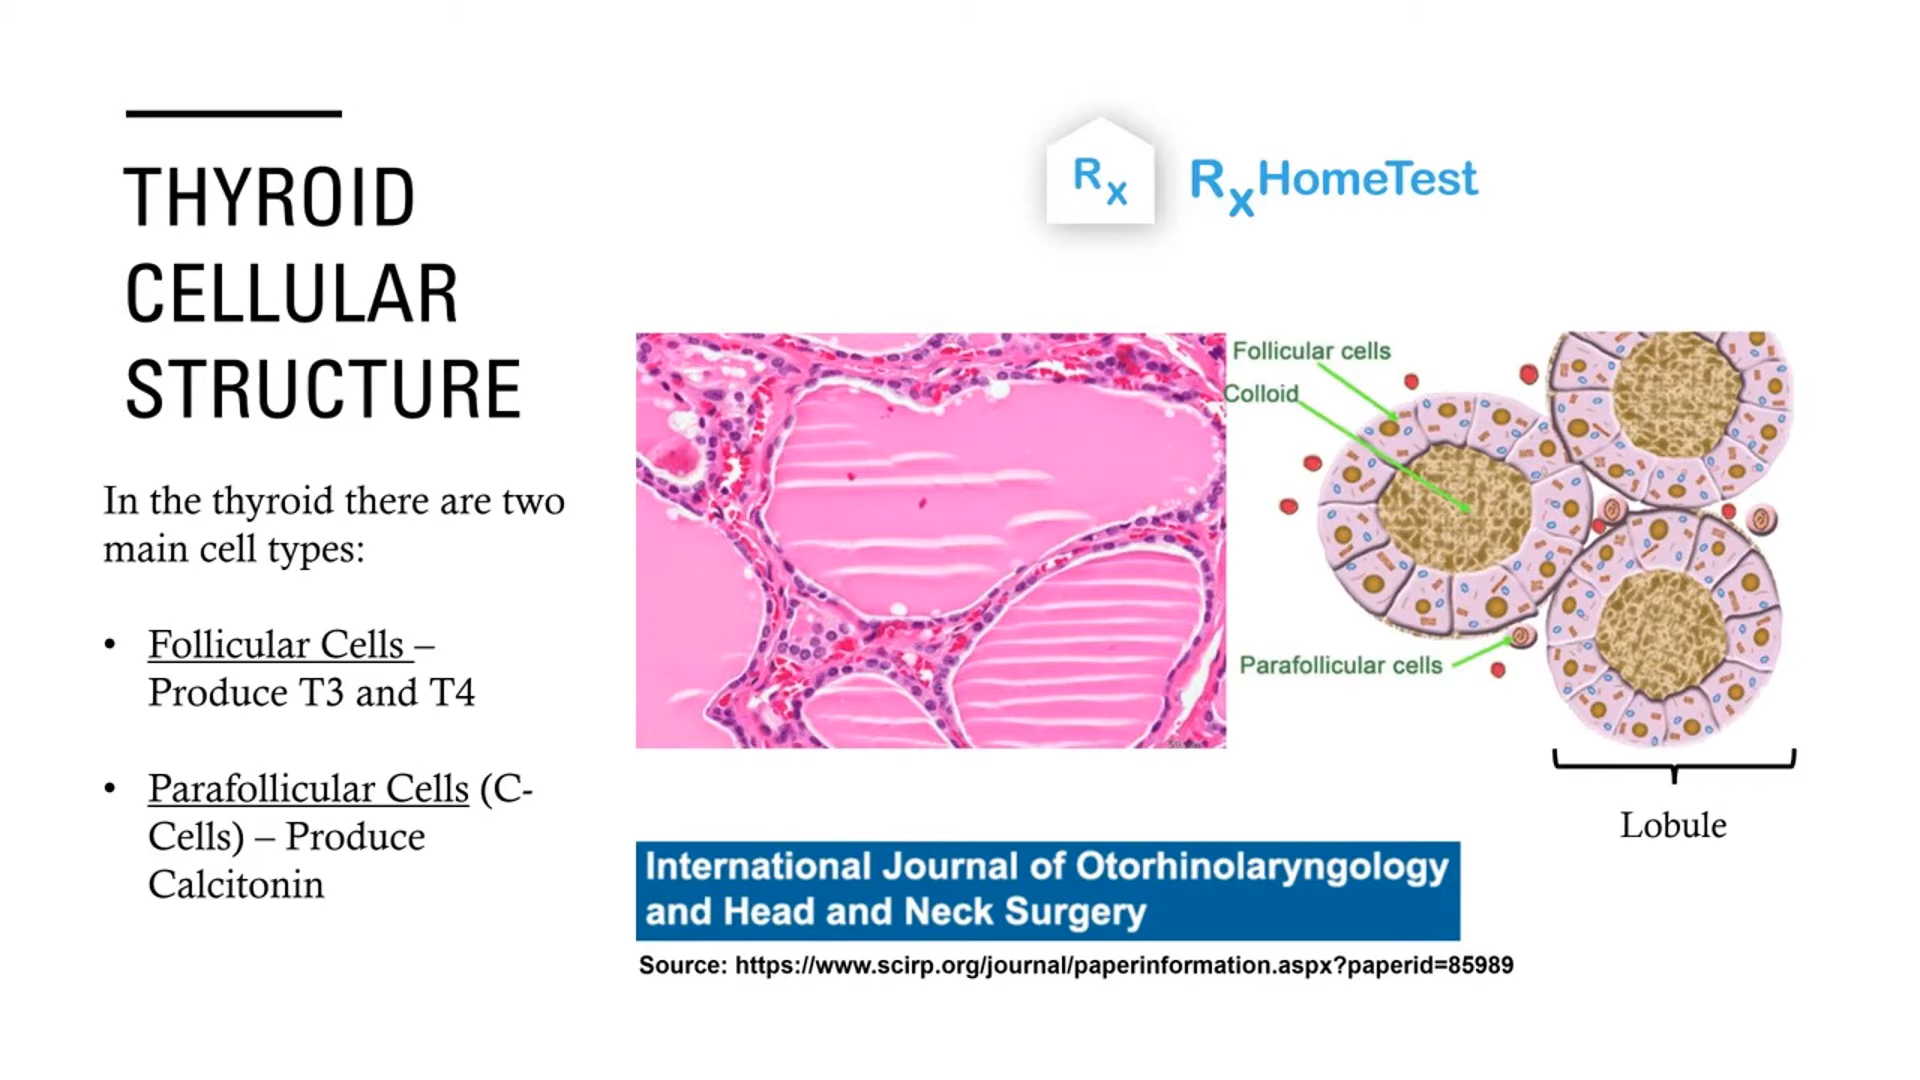 THYROID
CELLULAR
STRUCTURE
In the thyroid there are two
main cell types:
• Follicular Cells –
Produce T3 and T4
• Parafollicular Cells (C-
Cells) – Produce
Calcitonin
Rx
RxHomeTest
Follicular cells
Colloid
Parafollicular cells
Lobule
International Journal of Otorhinolaryngology
and Head and Neck Surgery
Source: https://www.scirp.org/journal/paperinformation.aspx?paperid=85989